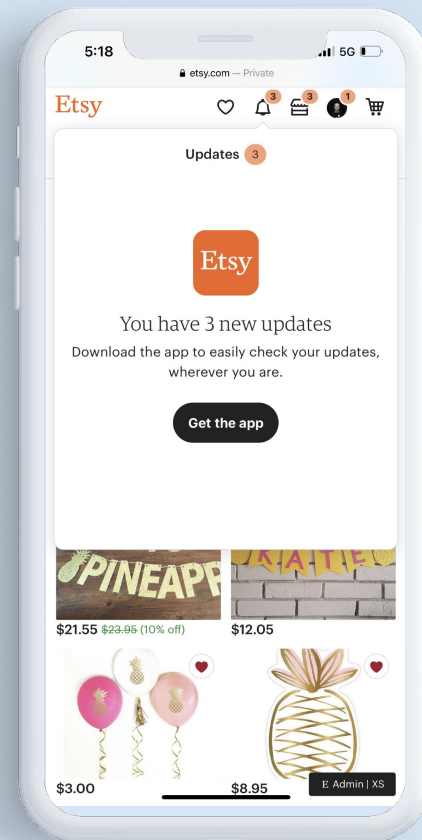 5:18
5G
etsy.com — Private
Etsy
3
3
1
Updates 3
Etsy
You have 3 new updates
Download the app to easily check your updates,
wherever you are.
Get the app
PINEAPP
KATE
$21.55 $23.95 (10% off)
$12.05
$3.00
$8.95
E Admin | XS